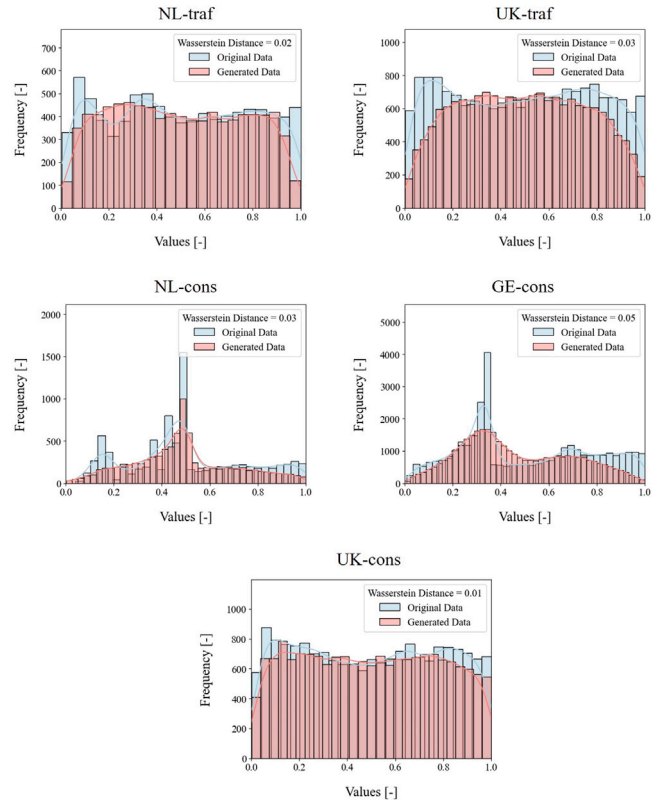 NL-traf
Wasserstein Distance = 0.02
Original Data
Generated Data
Frequency [-]
700
600
500
400
300
200
100
0
0.0 0.2 0.4 0.6 0.8 1.0
Values [-]
UK-traf
Wasserstein Distance = 0.03
Original Data
Generated Data
Frequency [-]
1000
800
600
400
200
0
0.0 0.2 0.4 0.6 0.8 1.0
Values [-]
NL-cons
Wasserstein Distance = 0.03
Original Data
Generated Data
Frequency [-]
2000
1500
1000
500
0
0.0 0.2 0.4 0.6 0.8 1.0
Values [-]
GE-cons
Wasserstein Distance = 0.05
Original Data
Generated Data
Frequency [-]
5000
4000
3000
2000
1000
0
0.0 0.2 0.4 0.6 0.8 1.0
Values [-]
UK-cons
Wasserstein Distance = 0.01
Original Data
Generated Data
Frequency [-]
1000
800
600
400
200
0
0.0 0.2 0.4 0.6 0.8 1.0
Values [-]